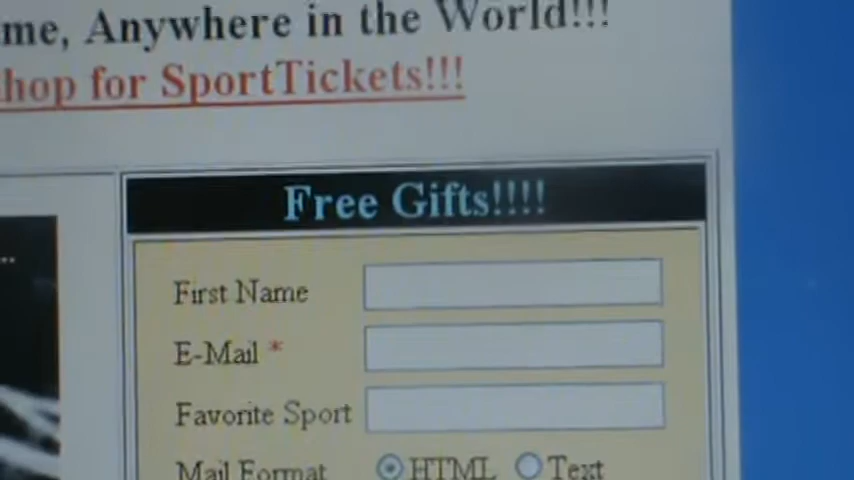 me, Anywhere in the World!!!
hop for SportTickets!!!
Free Gifts!!!!
First Name
E-Mail *
Favorite Sport
Mail Format HTML Text